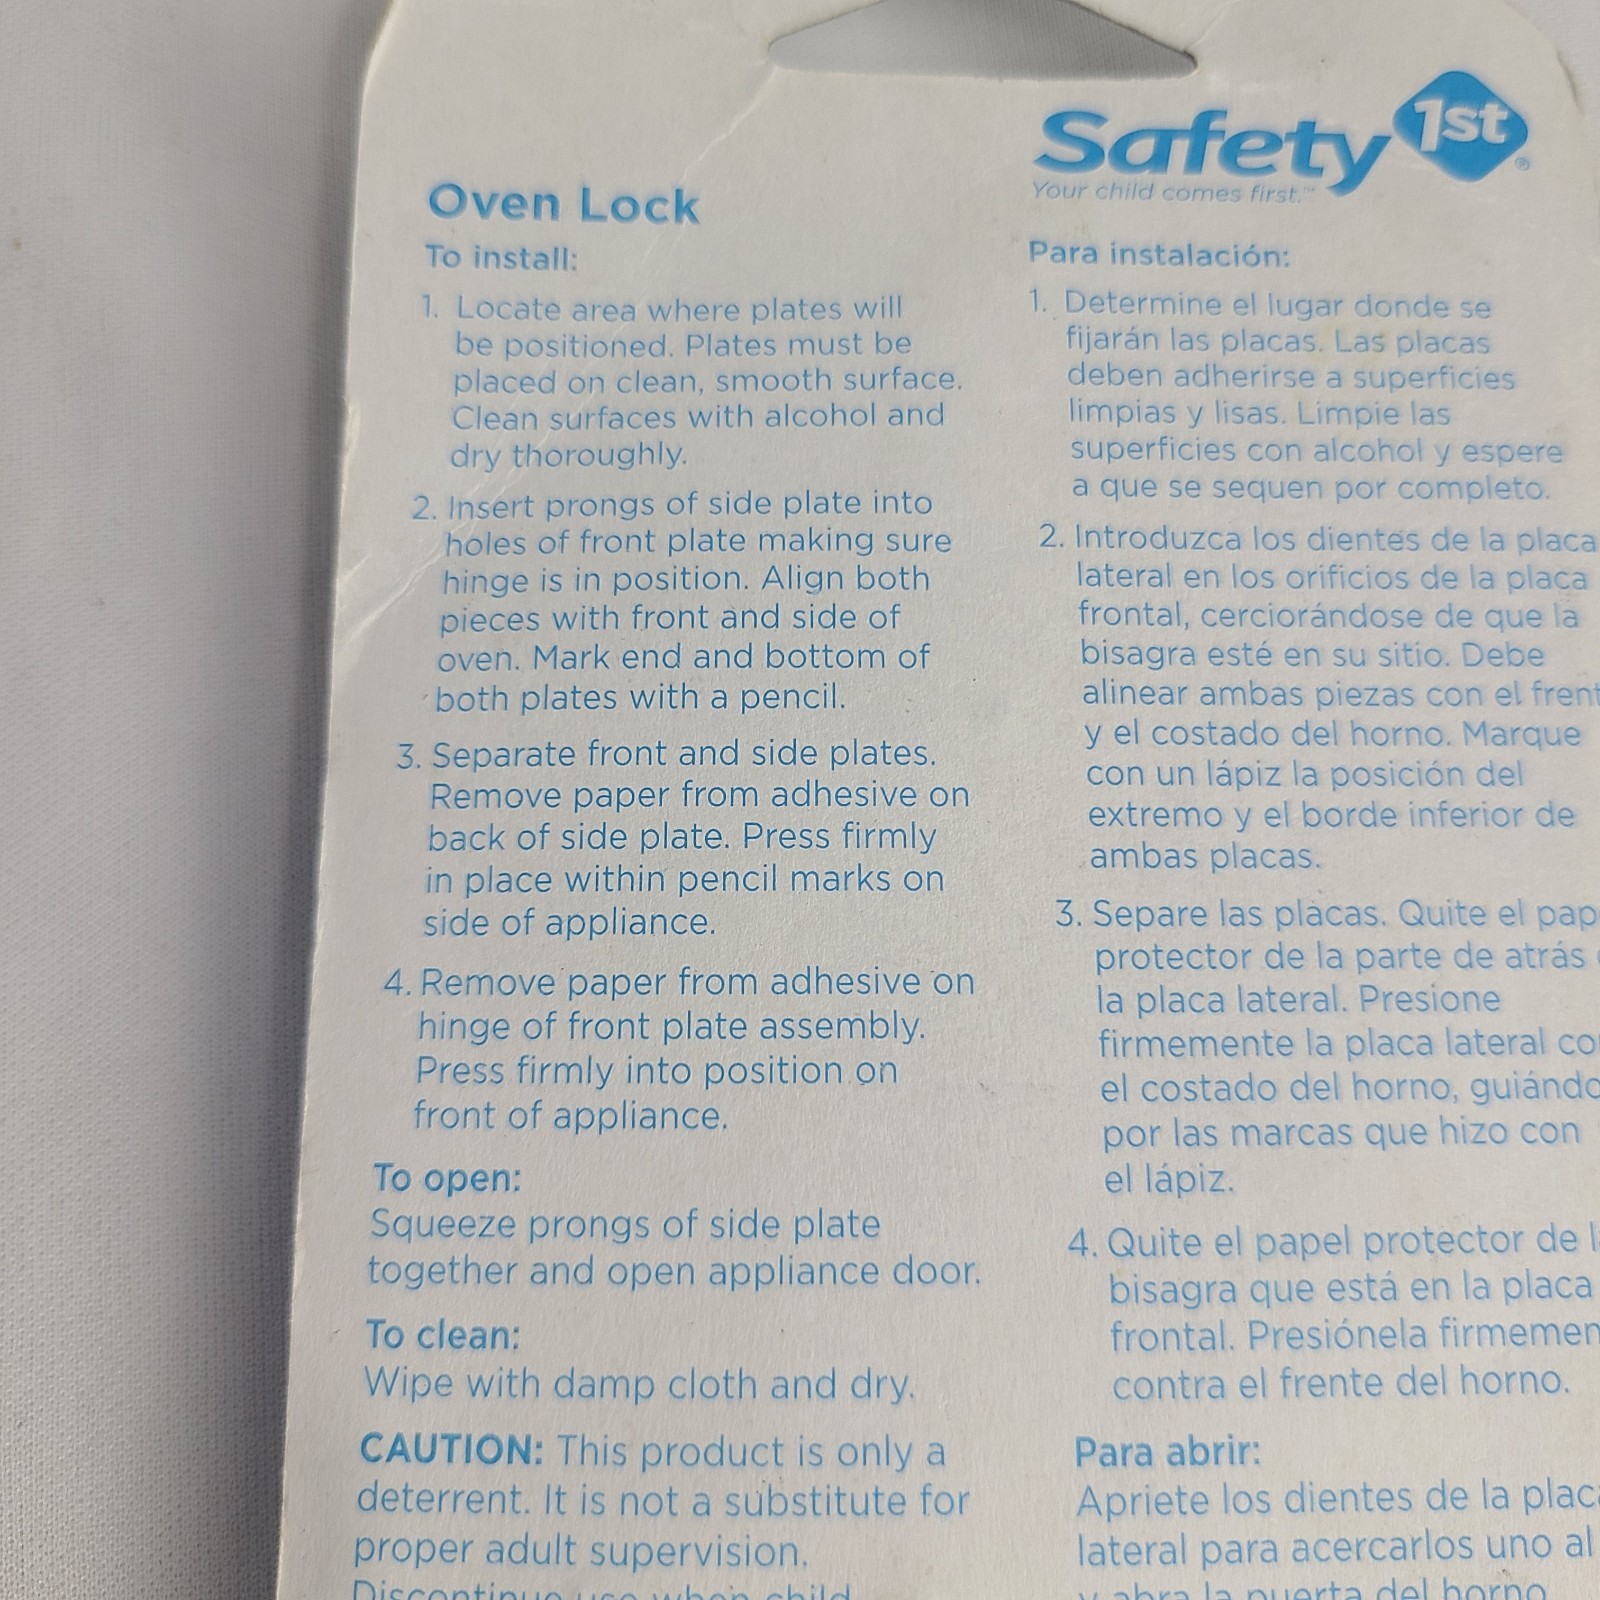 Safety 1st®
Your child comes first.™
Oven Lock
To install:
1. Locate area where plates will
be positioned. Plates must be
placed on clean, smooth surface.
Clean surfaces with alcohol and
dry thoroughly.
2. Insert prongs of side plate into
holes of front plate making sure
hinge is in position. Align both
pieces with front and side of
oven. Mark end and bottom of
both plates with a pencil.
3. Separate front and side plates.
Remove paper from adhesive on
back of side plate. Press firmly
in place within pencil marks on
side of appliance.
4. Remove paper from adhesive on
hinge of front plate assembly.
Press firmly into position on
front of appliance.
To open:
Squeeze prongs of side plate
together and open appliance door.
To clean:
Wipe with damp cloth and dry.
CAUTION: This product is only a
deterrent. It is not a substitute for
proper adult supervision.
Discontinue use when child
Para instalación:
1. Determine el lugar donde se
fijarán las placas. Las placas
deben adherirse a superficies
limpias y lisas. Limpie las
superficies con alcohol y espere
a que se sequen por completo.
2. Introduzca los dientes de la placa
lateral en los orificios de la placa
frontal, cerciorándose de que la
bisagra esté en su sitio. Debe
alinear ambas piezas con el
y el costado del horno. Marque
con un lápiz la posición del
extremo y el borde inferior de
ambas placas.
3. Separe las placas. Quite el
protector de la parte de atrás
la placa lateral. Presione
firmemente la placa lateral
el costado del horno,
por las marcas que hizo con
el lápiz.
4. Quite el papel protector de
bisagra que está en la placa
frontal. Presiónela
contra el frente del horno.
Para abrir:
Apriete los dientes de la
lateral para acercarlos uno al
y abra la puerta del horno.